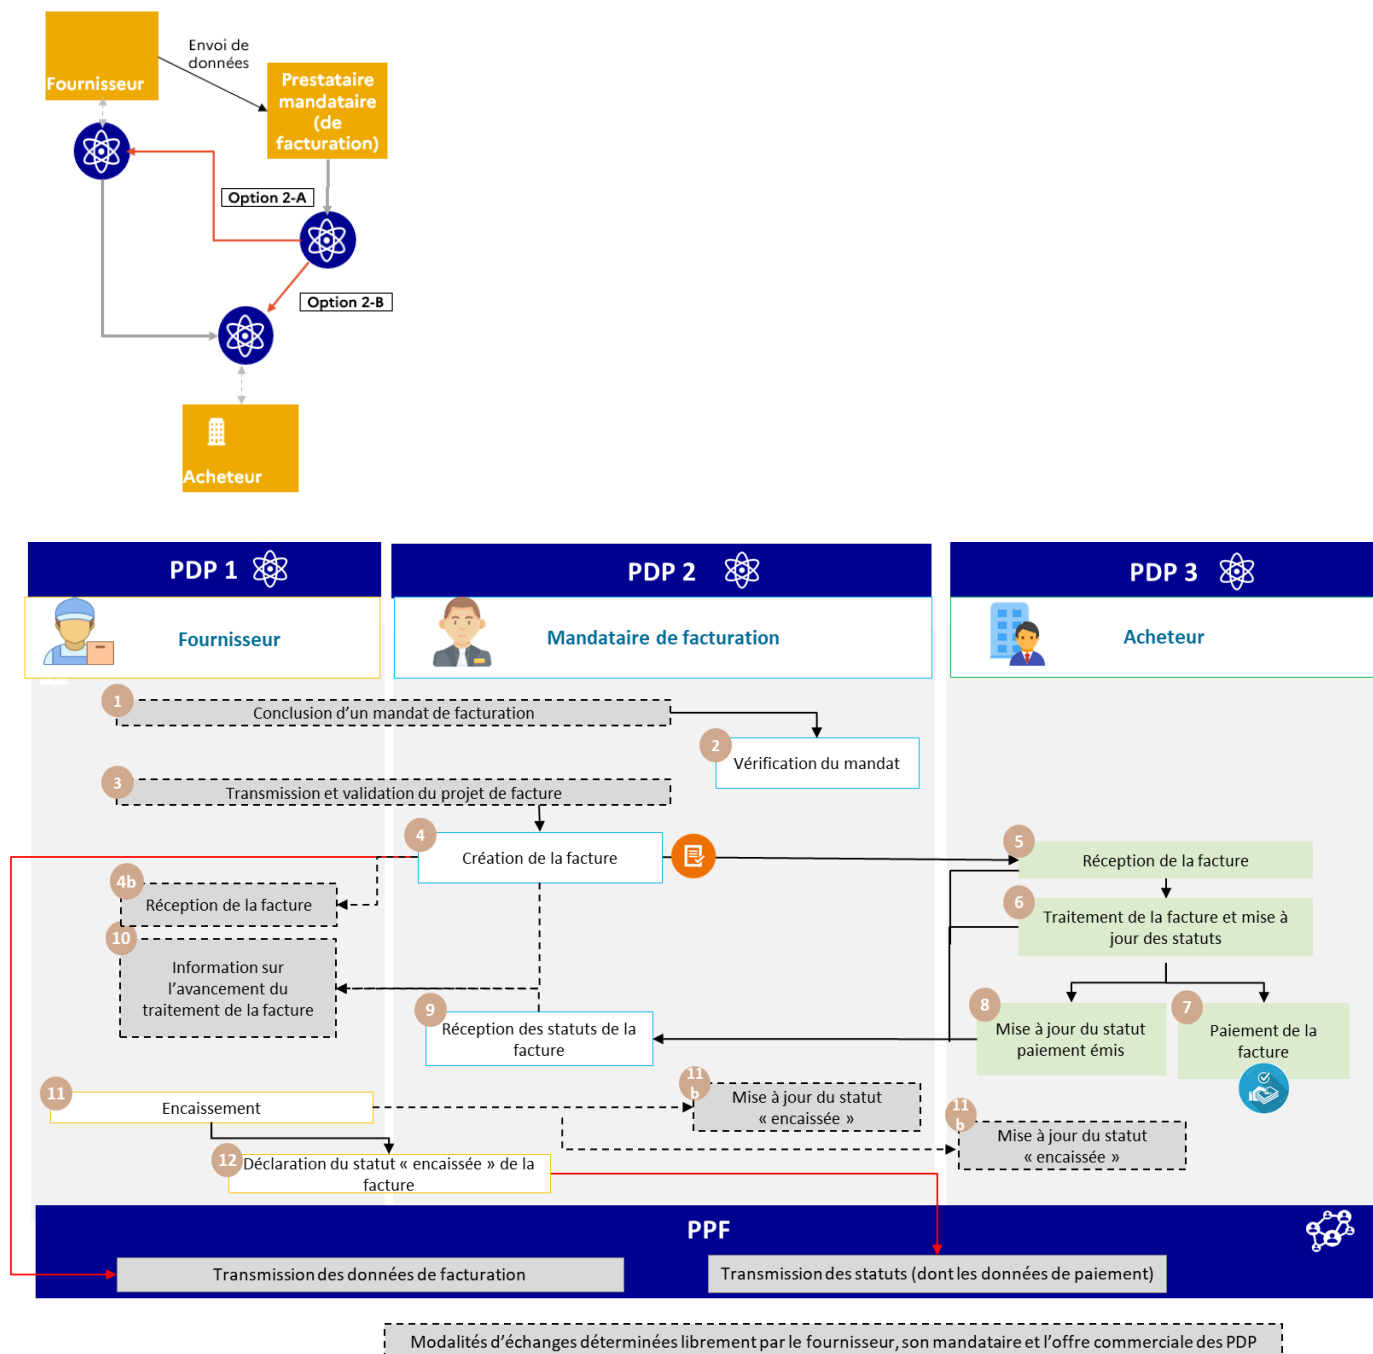 Fournisseur
Envoi de
données
Prestataire
mandataire
(de
facturation)
Option 2-A
Option 2-B
Acheteur
PDP 1
PDP 2
PDP 3
Fournisseur
Mandataire de facturation
Acheteur
1
Conclusion d’un mandat de facturation
2
Vérification du mandat
3
Transmission et validation du projet de facture
4
Création de la facture
5
Réception de la facture
4b
Réception de la facture
6
Traitement de la facture et mise à
jour des statuts
10
Information sur
l’avancement du
traitement de la facture
9
Réception des statuts de la
facture
8
Mise à jour du statut
paiement émis
7
Paiement de la
facture
11
Encaissement
11
b
Mise à jour du statut
« encaissée »
11
b
Mise à jour du statut
« encaissée »
12
Déclaration du statut « encaissée » de la
facture
PPF
Transmission des données de facturation
Transmission des statuts (dont les données de paiement)
Modalités d’échanges déterminées librement par le fournisseur, son mandataire et l’offre commerciale des PDP